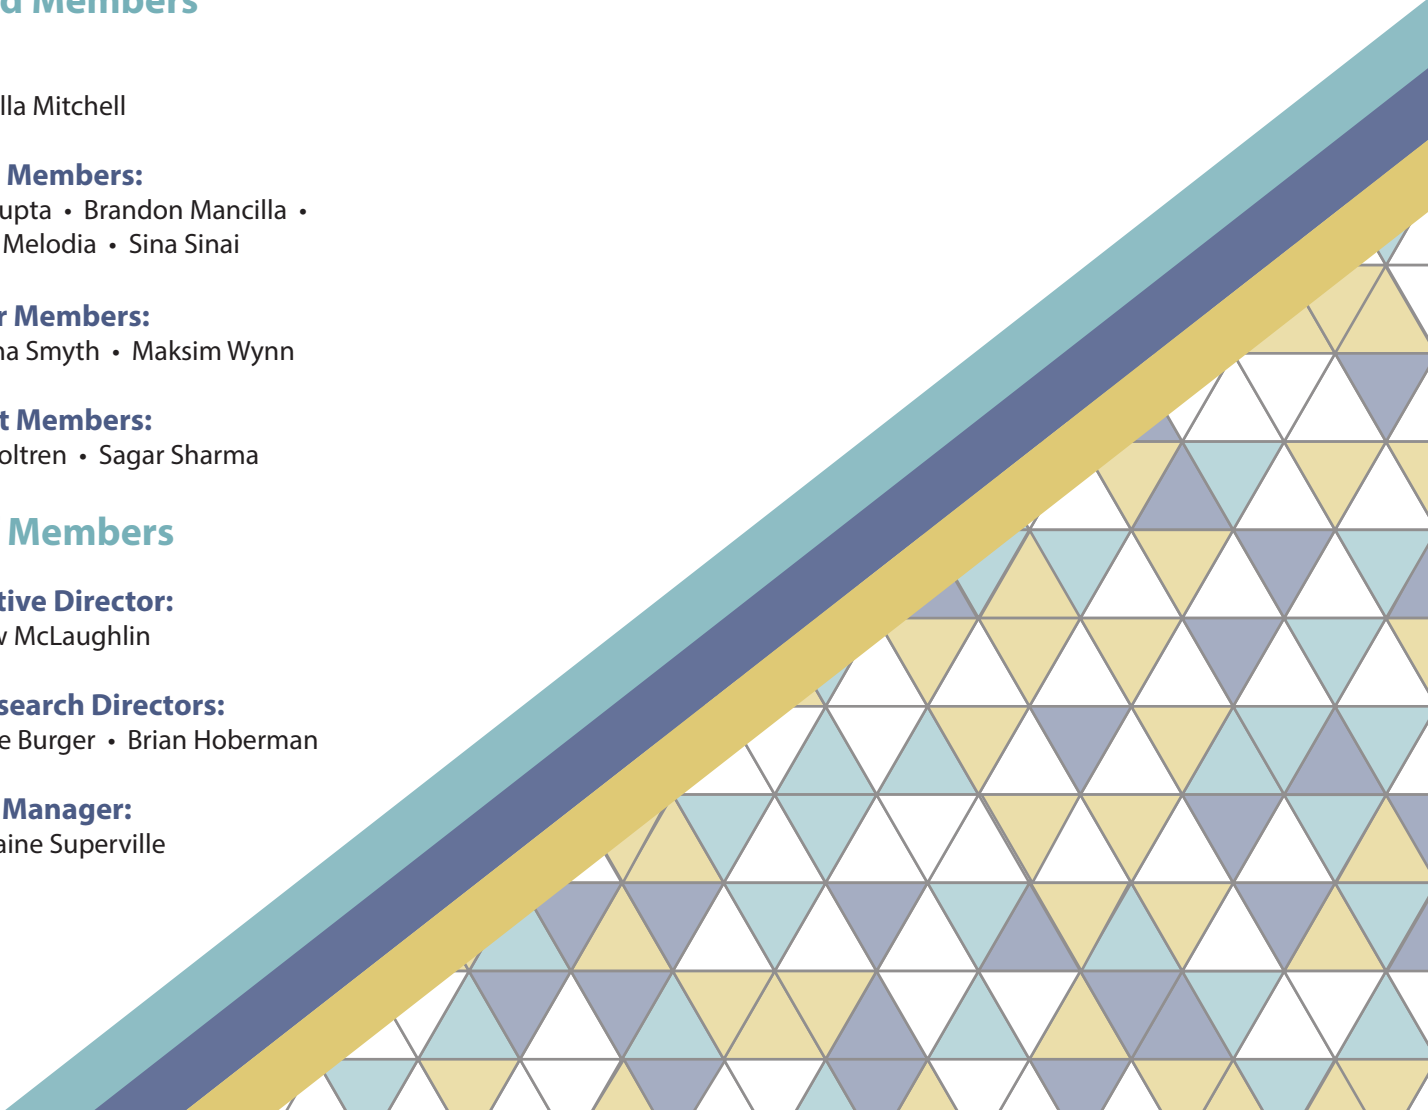 d Members
lla Mitchell
Members:
upta • Brandon Mancilla •
Melodia • Sina Sinai
r Members:
na Smyth • Maksim Wynn
t Members:
oltren • Sagar Sharma
Members
tive Director:
w McLaughlin
search Directors:
e Burger • Brian Hoberman
Manager:
aine Superville